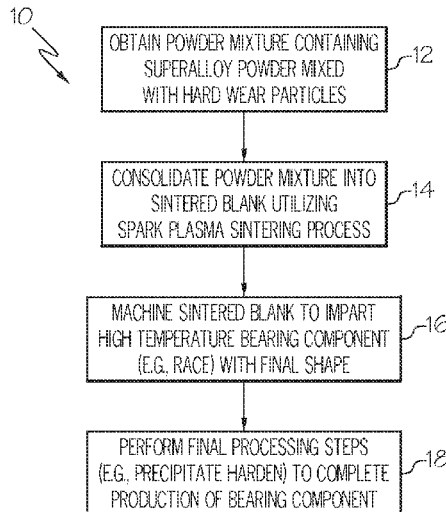 10
OBTAIN POWDER MIXTURE CONTAINING
SUPERALLOY POWDER MIXED
WITH HARD WEAR PARTICLES
12
CONSOLIDATE POWDER MIXTURE INTO
SINTERED BLANK UTILIZING
SPARK PLASMA SINTERING PROCESS
14
MACHINE SINTERED BLANK TO IMPART
HIGH TEMPERATURE BEARING COMPONENT
(E.G., RACE) WITH FINAL SHAPE
16
PERFORM FINAL PROCESSING STEPS
(E.G., PRECIPITATE HARDEN) TO COMPLETE
PRODUCTION OF BEARING COMPONENT
18